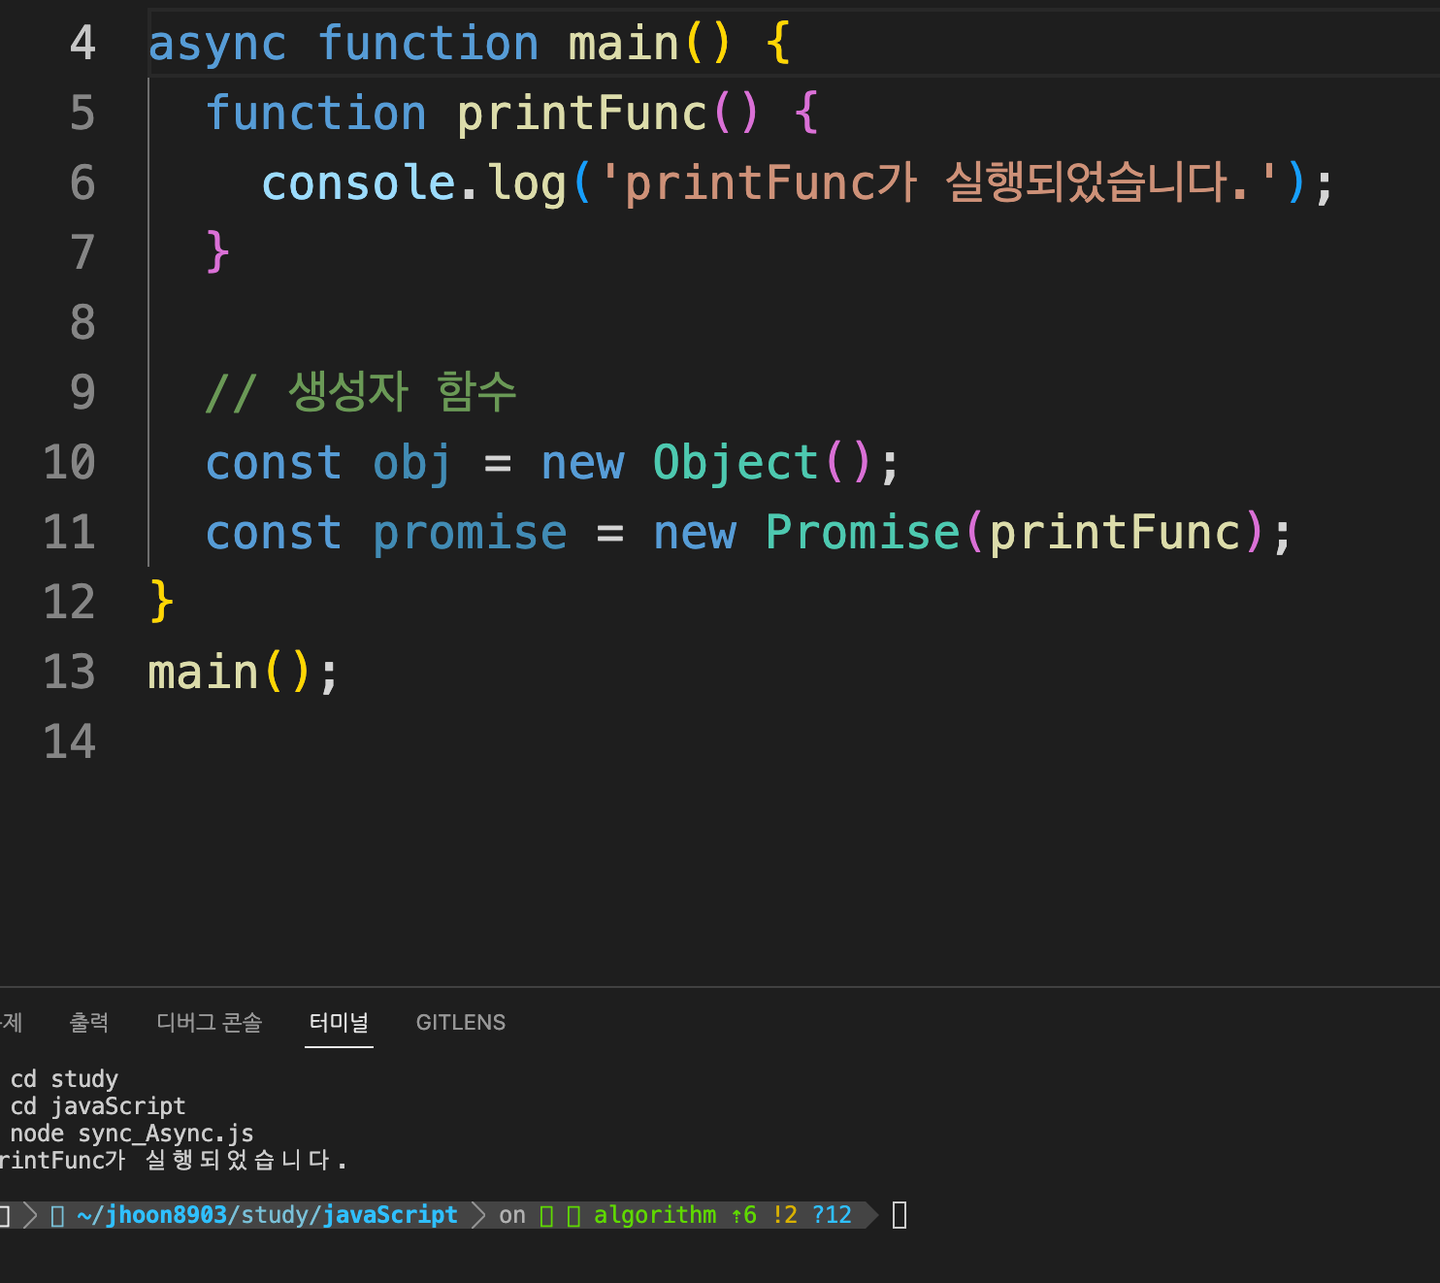 4 async function main() {
5 function printFunc() {
6 console.log('printFunc가 실행되었습니다.');
7 }
8
9 // 생성자 함수
10 const obj = new Object();
11 const promise = new Promise(printFunc);
12 }
13 main();
14
제 출력 디버그 콘솔 터미널 GITLENS
cd study
cd javaScript
node sync_Async.js
rintFunc가 실행되었습니다.
~/jhoon8903/study/javaScript on algorithm ⇡6 !2 ?12